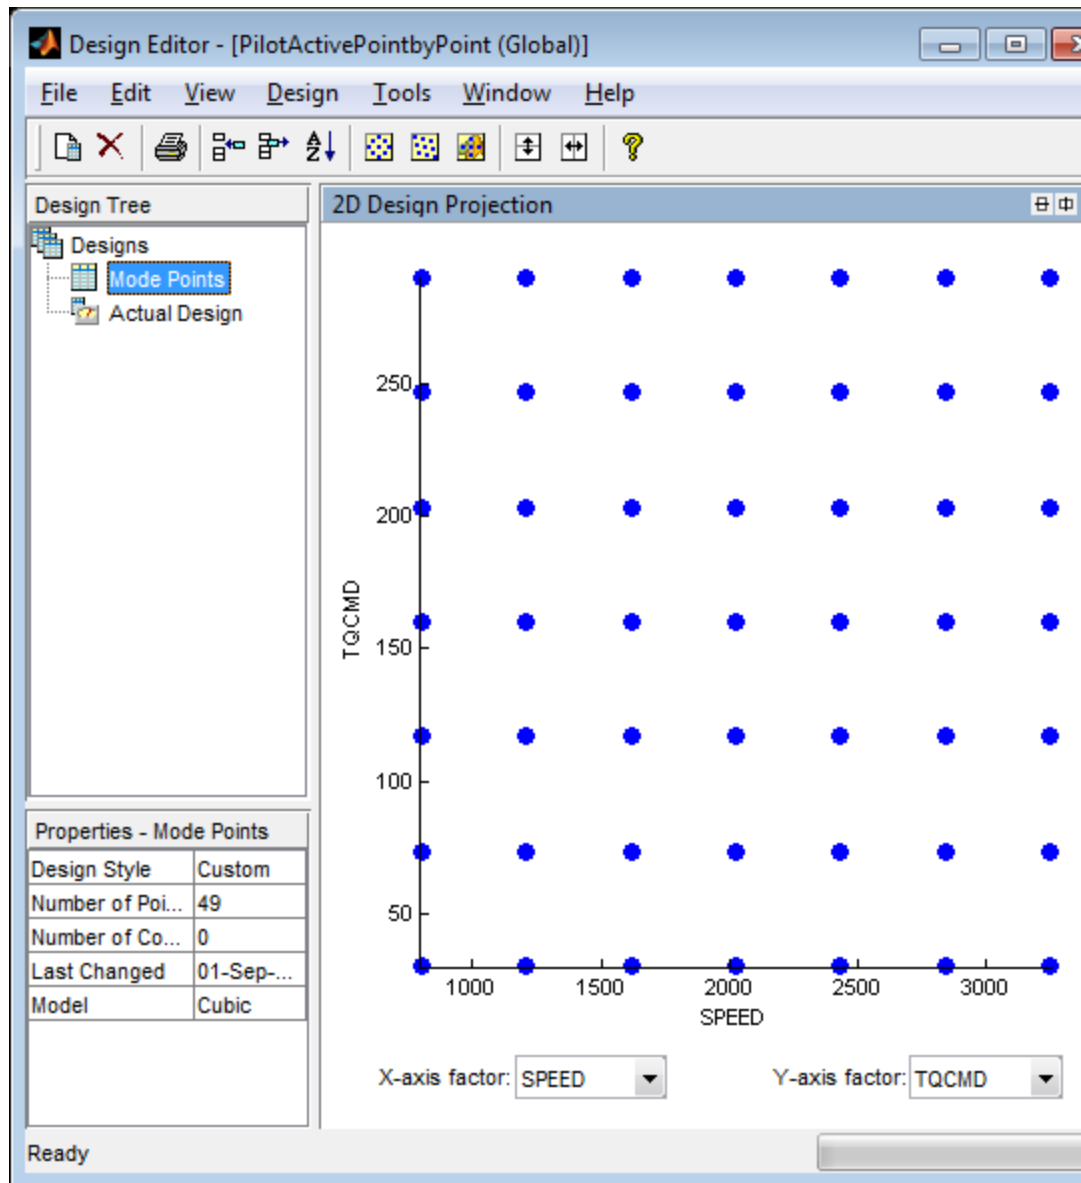 Design Editor - [PilotActivePointbyPoint (Global)]
File Edit View Design Tools Window Help
Design Tree
Designs
Mode Points
Actual Design
Properties - Mode Points
Design Style Custom
Number of Poi... 49
Number of Co... 0
Last Changed 01-Sep-...
Model Cubic
2D Design Projection
250
200
150
100
50
TQCMD
1000 1500 2000 2500 3000
SPEED
X-axis factor: SPEED Y-axis factor: TQCMD
Ready